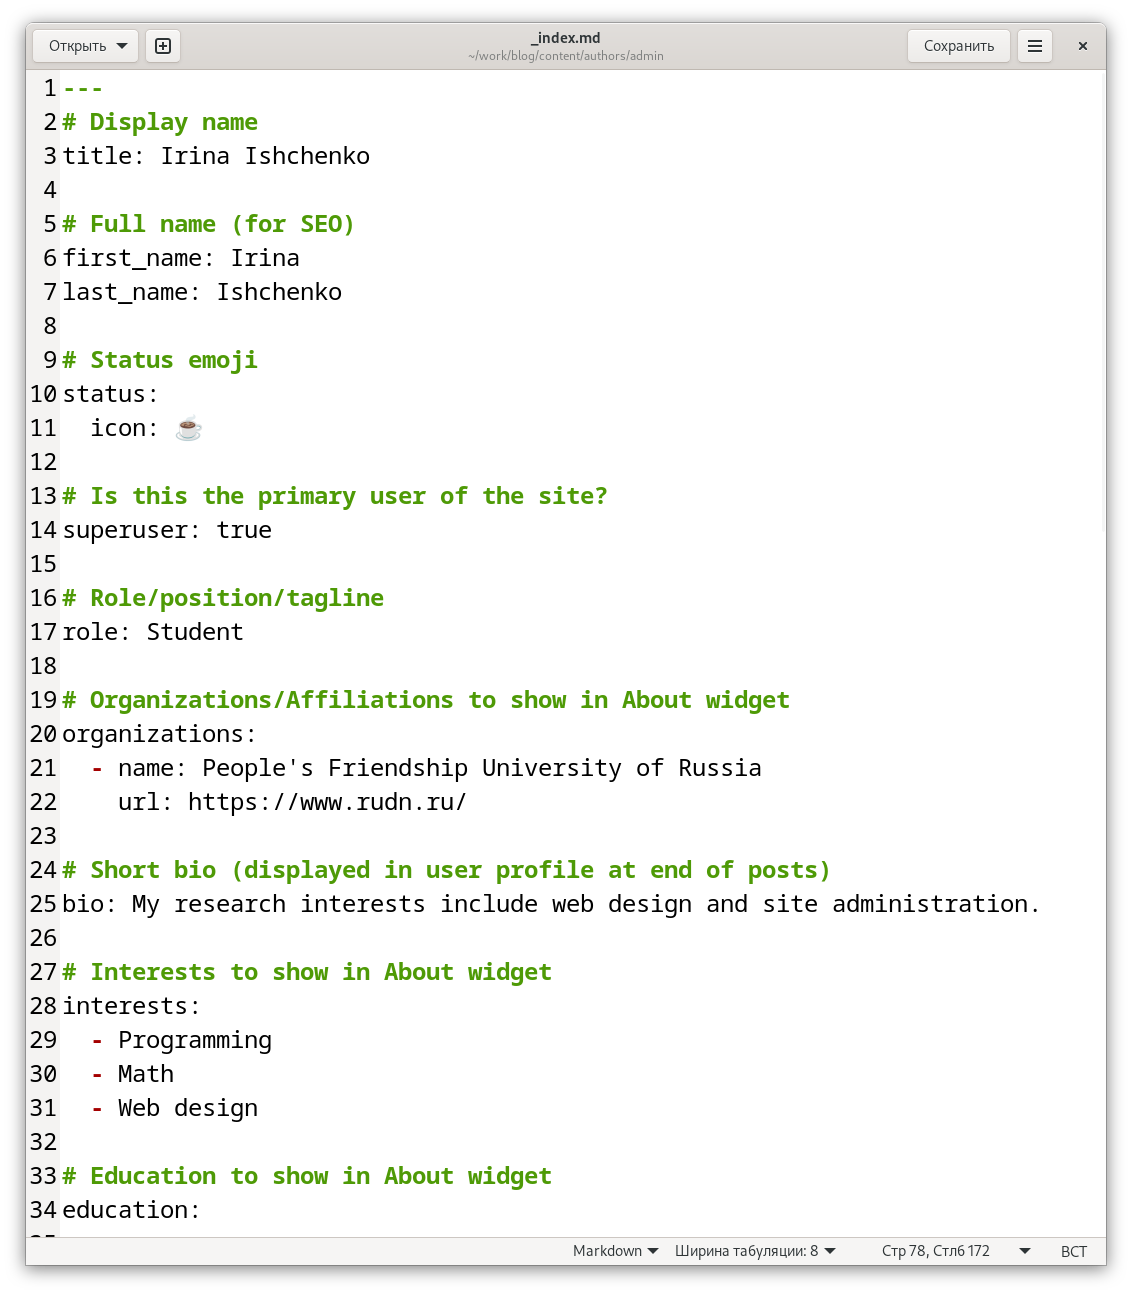 Открыть
_index.md
~/work/blog/content/authors/admin
Сохранить
1 ---
2 # Display name
3 title: Irina Ishchenko
4
5 # Full name (for SEO)
6 first_name: Irina
7 last_name: Ishchenko
8
9 # Status emoji
10 status:
11   icon: ☕
12
13 # Is this the primary user of the site?
14 superuser: true
15
16 # Role/position/tagline
17 role: Student
18
19 # Organizations/Affiliations to show in About widget
20 organizations:
21   - name: People's Friendship University of Russia
22     url: https://www.rudn.ru/
23
24 # Short bio (displayed in user profile at end of posts)
25 bio: My research interests include web design and site administration.
26
27 # Interests to show in About widget
28 interests:
29   - Programming
30   - Math
31   - Web design
32
33 # Education to show in About widget
34 education:
Markdown Ширина табуляции: 8 Стр 78, Стлб 172 ВСТ